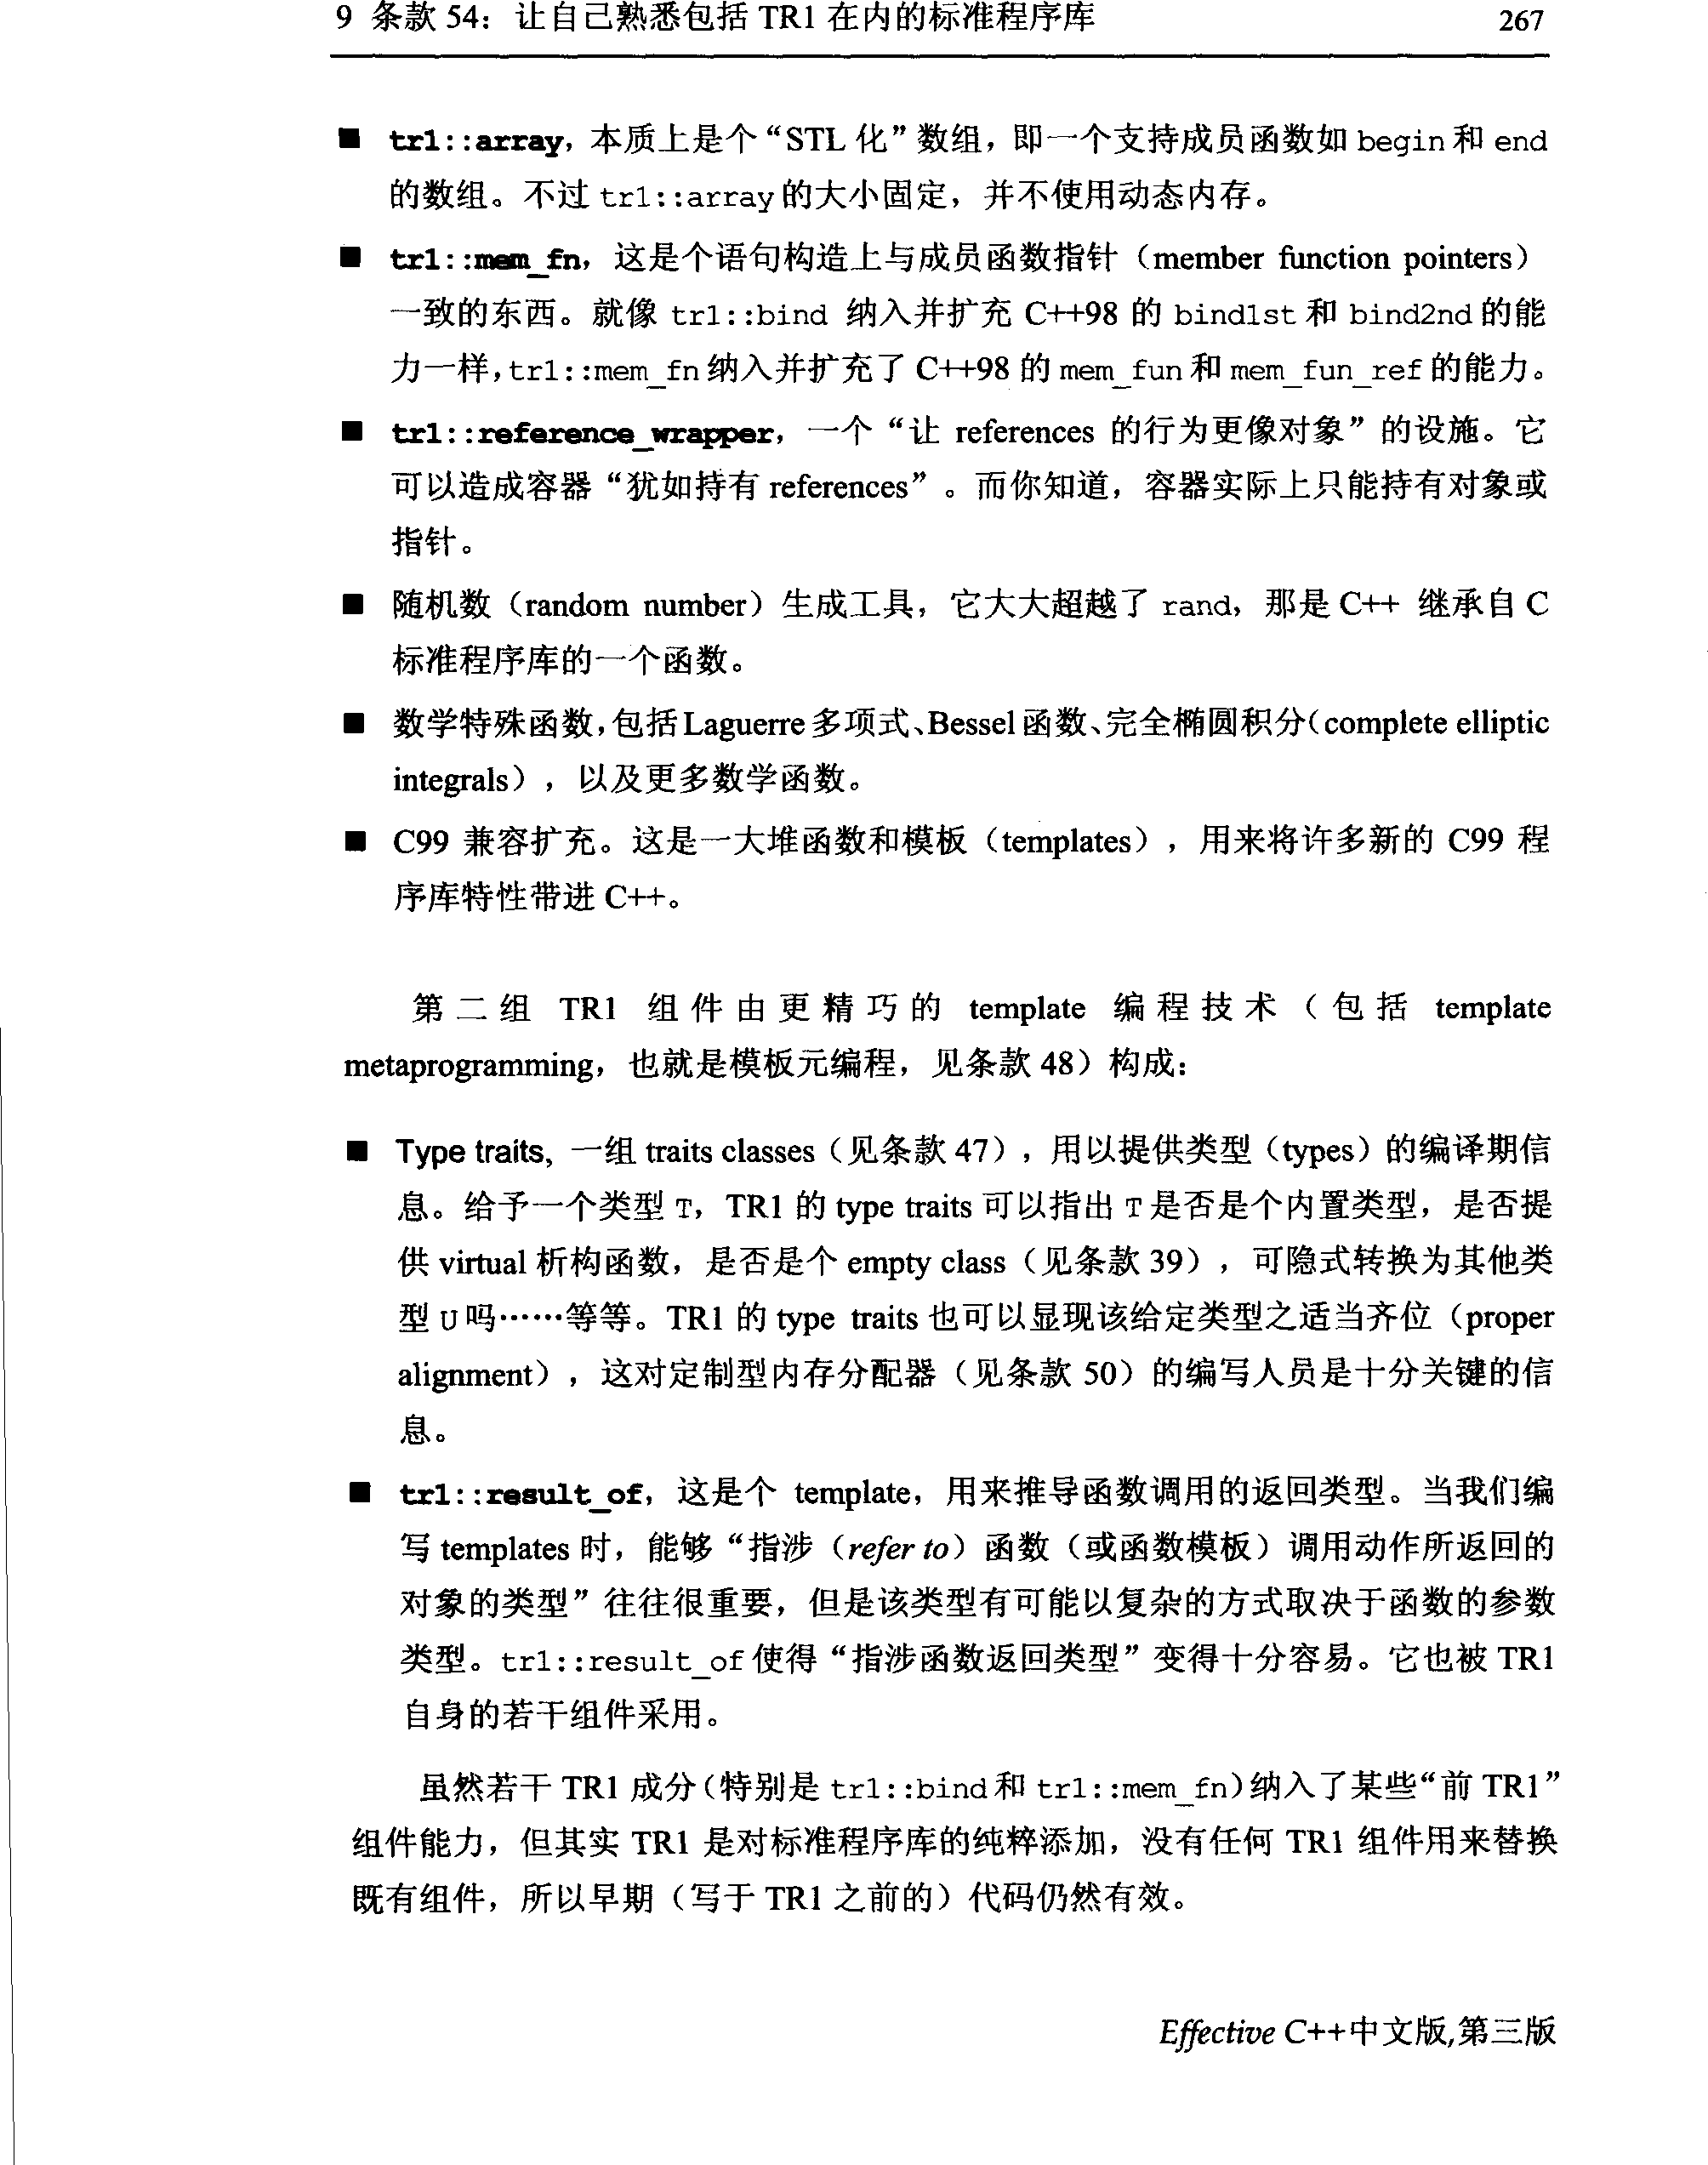 9 条款 54：让自己熟悉包括 TR1 在内的标准程序库 267
■ tr1::array，本质上是个“STL 化”数组，即一个支持成员函数如 begin 和 end
的数组。不过 tr1::array 的大小固定，并不使用动态内存。
■ tr1::mem_fn，这是个语句构造上与成员函数指针（member function pointers）
一致的东西。就像 tr1::bind 纳入并扩充 C++98 的 bind1st 和 bind2nd 的能
力一样，tr1::mem_fn 纳入并扩充了 C++98 的 mem_fun 和 mem_fun_ref 的能力。
■ tr1::reference_wrapper，一个“让 references 的行为更像对象”的设施。它
可以造成容器“犹如持有 references”。而你知道，容器实际上只能持有对象或
指针。
■ 随机数（random number）生成工具，它大大超越了 rand，那是 C++ 继承自 C
标准程序库的一个函数。
■ 数学特殊函数，包括 Laguerre 多项式、Bessel 函数、完全椭圆积分（complete elliptic
integrals），以及更多数学函数。
■ C99 兼容扩充。这是一大堆函数和模板（templates），用来将许多新的 C99 程
序库特性带进 C++。
第二组 TR1 组件由更精巧的 template 编程技术（包括 template
metaprogramming，也就是模板元编程，见条款 48）构成：
■ Type traits, 一组 traits classes（见条款 47），用以提供类型（types）的编译期信
息。给予一个类型 T，TR1 的 type traits 可以指出 T 是否是个内置类型，是否提
供 virtual 析构函数，是否是个 empty class（见条款 39），可隐式转换为其他类
型 U 吗……等等。TR1 的 type traits 也可以显现该给定类型之适当齐位（proper
alignment），这对定制型内存分配器（见条款 50）的编写人员是十分关键的信
息。
■ tr1::result_of，这是个 template，用来推导函数调用的返回类型。当我们编
写 templates 时，能够“指涉（refer to）函数（或函数模板）调用动作所返回的
对象的类型”往往很重要，但是该类型有可能以复杂的方式取决于函数的参数
类型。tr1::result_of 使得“指涉函数返回类型”变得十分容易。它也被 TR1
自身的若干组件采用。
虽然若干 TR1 成分（特别是 tr1::bind 和 tr1::mem_fn）纳入了某些“前 TR1”
组件能力，但其实 TR1 是对标准程序库的纯粹添加，没有任何 TR1 组件用来替换
既有组件，所以早期（写于 TR1 之前的）代码仍然有效。
Effective C++中文版,第三版